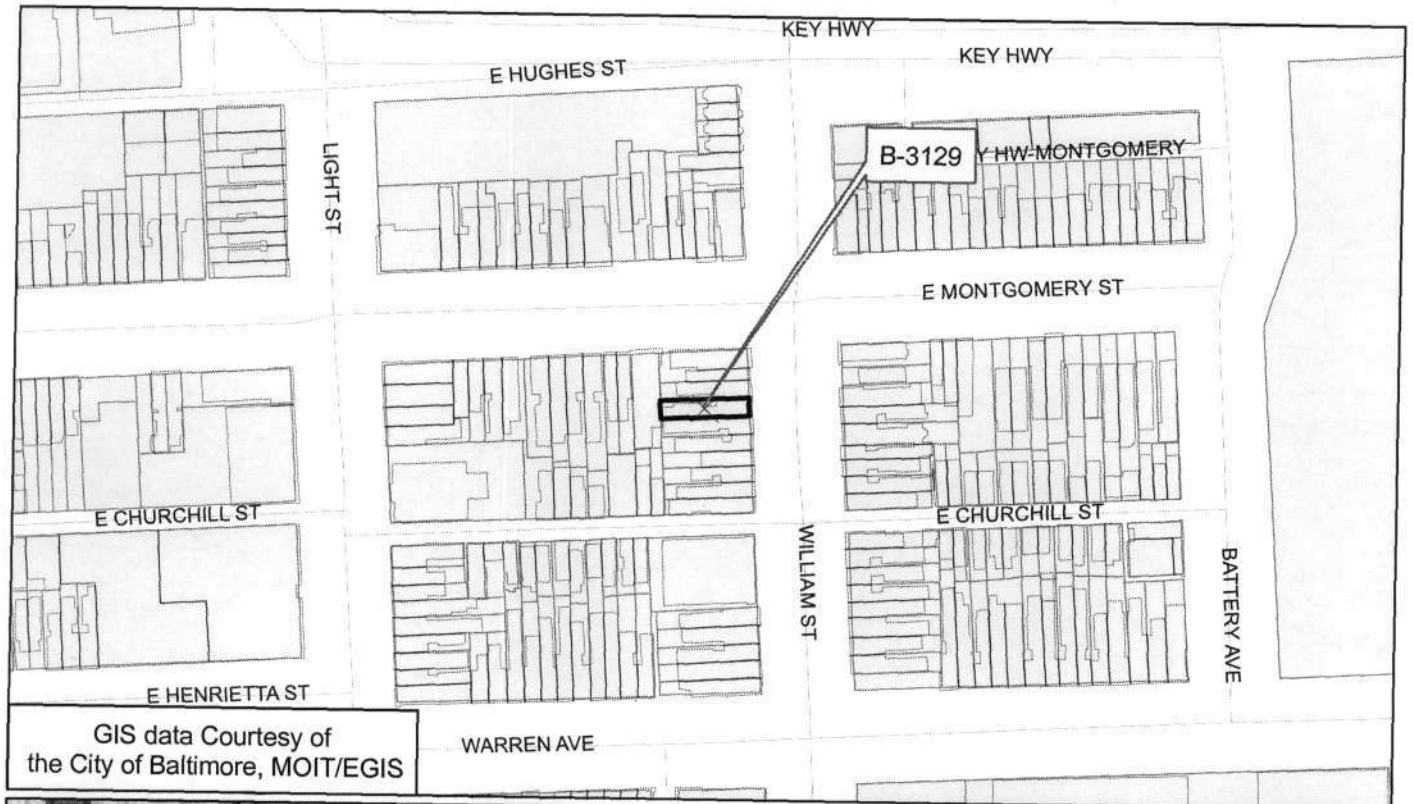 KEY HWY
KEY HWY
E HUGHES ST
LIGHT ST
B-3129
Y HW-MONTGOMERY
E MONTGOMERY ST
E CHURCHILL ST
E CHURCHILL ST
WILLIAM ST
BATTERY AVE
E HENRIETTA ST
WARREN AVE
GIS data Courtesy of
the City of Baltimore, MOIT/EGIS